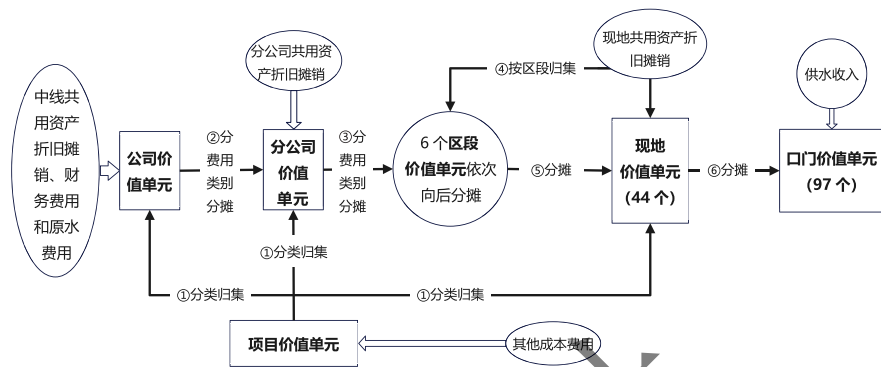 中线共
用资产
折旧摊
销、财
务费用
和原水
费用
公司价
值单元
②分
费用
类别
分摊
分公司共用资
产折旧摊销
分公司
价值
单元
③分
费用
类别
分摊
④按区段归集
6 个区段
价值单元依次
向后分摊
⑤分摊
现地共用资产折
旧摊销
现地
价值单元
（44 个）
⑥分摊
供水收入
口门价值单元
（97 个）
①分类归集
①分类归集
①分类归集
项目价值单元
其他成本费用